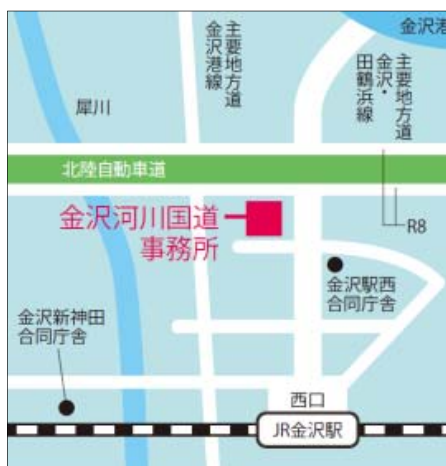 金沢港
主要地方道
金沢港線
主要地方道
金沢・
田鶴浜線
犀川
北陸自動車道
金沢河川国道
事務所
R8
金沢駅西
合同庁舎
金沢新神田
合同庁舎
西口
JR金沢駅